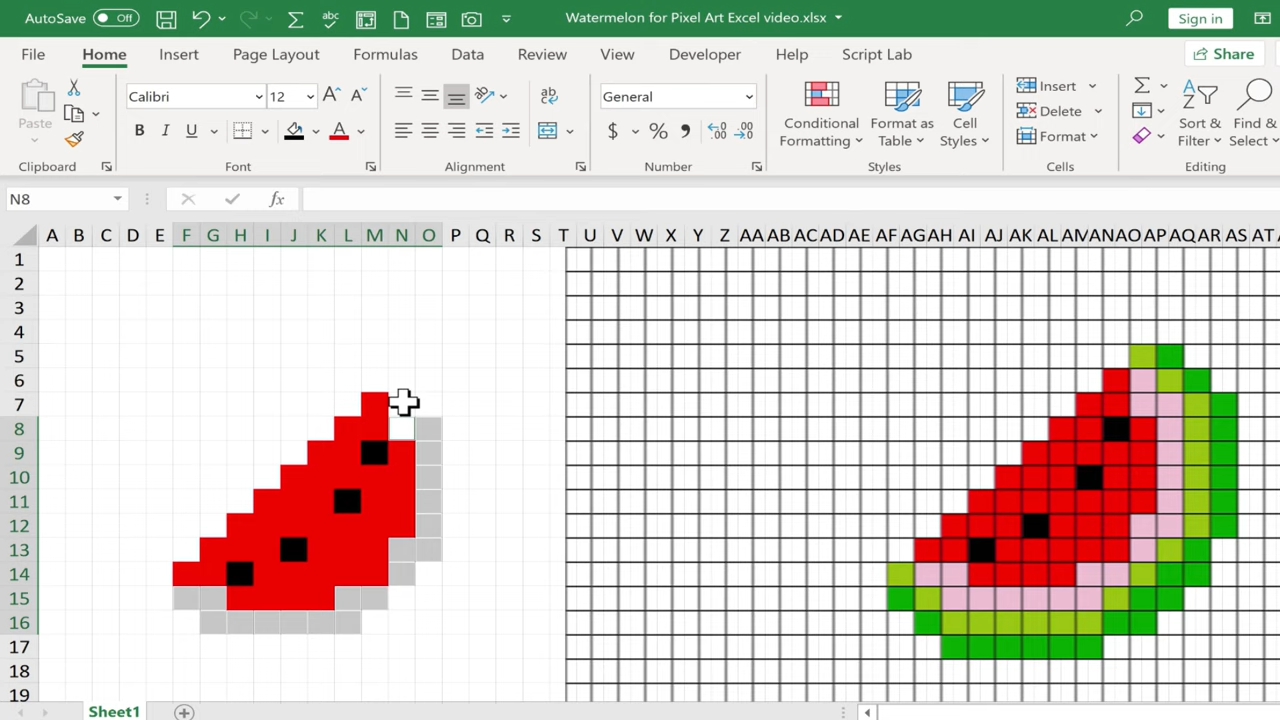 AutoSave Off Watermelon for Pixel Art Excel video.xlsx Sign in
File Home Insert Page Layout Formulas Data Review View Developer Help Script Lab Share
Paste Calibri 12 General Conditional Formatting Format as Table Cell Styles Insert Delete Format Sort & Filter Find & Select
B I U A $ %
Clipboard Font Alignment Number Styles Cells Editing
N8 fx
A B C D E F G H I J K L M N O P Q R S T U V W X Y Z AA AB AC AD AE AF AG AH AI AJ AK AL AM AN AO AP AQ AR AS AT
1
2
3
4
5
6
7
8
9
10
11
12
13
14
15
16
17
18
19
Sheet1